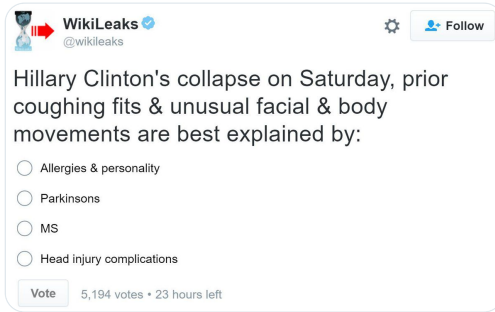 WikiLeaks
Follow
@wikileaks
Hillary Clinton's collapse on Saturday, prior
coughing fits & unusual facial & body
movements are best explained by:
Allergies & personality
Parkinsons
MS
Head injury complications
Vote
5,194 votes • 23 hours left